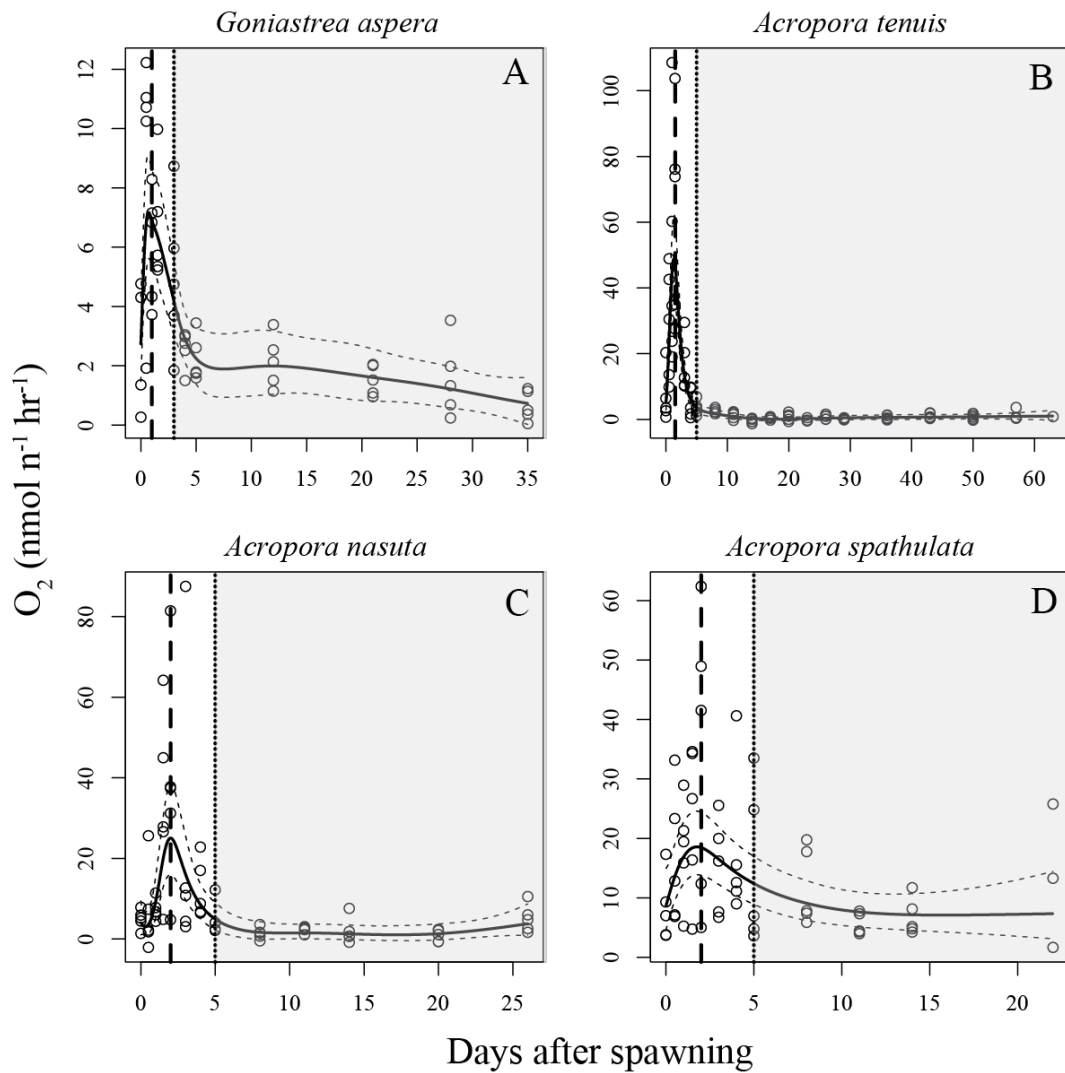 Goniastrea aspera
Acropora tenuis
A
B
0 2 4 6 8 10 12
0 20 40 60 80 100
0 5 10 15 20 25 30 35
0 10 20 30 40 50 60
Acropora nasuta
Acropora spathulata
C
D
0 20 40 60 80
0 10 20 30 40 50 60
0 5 10 15 20 25
0 5 10 15 20
O₂ (nmol n⁻¹ hr⁻¹)
Days after spawning